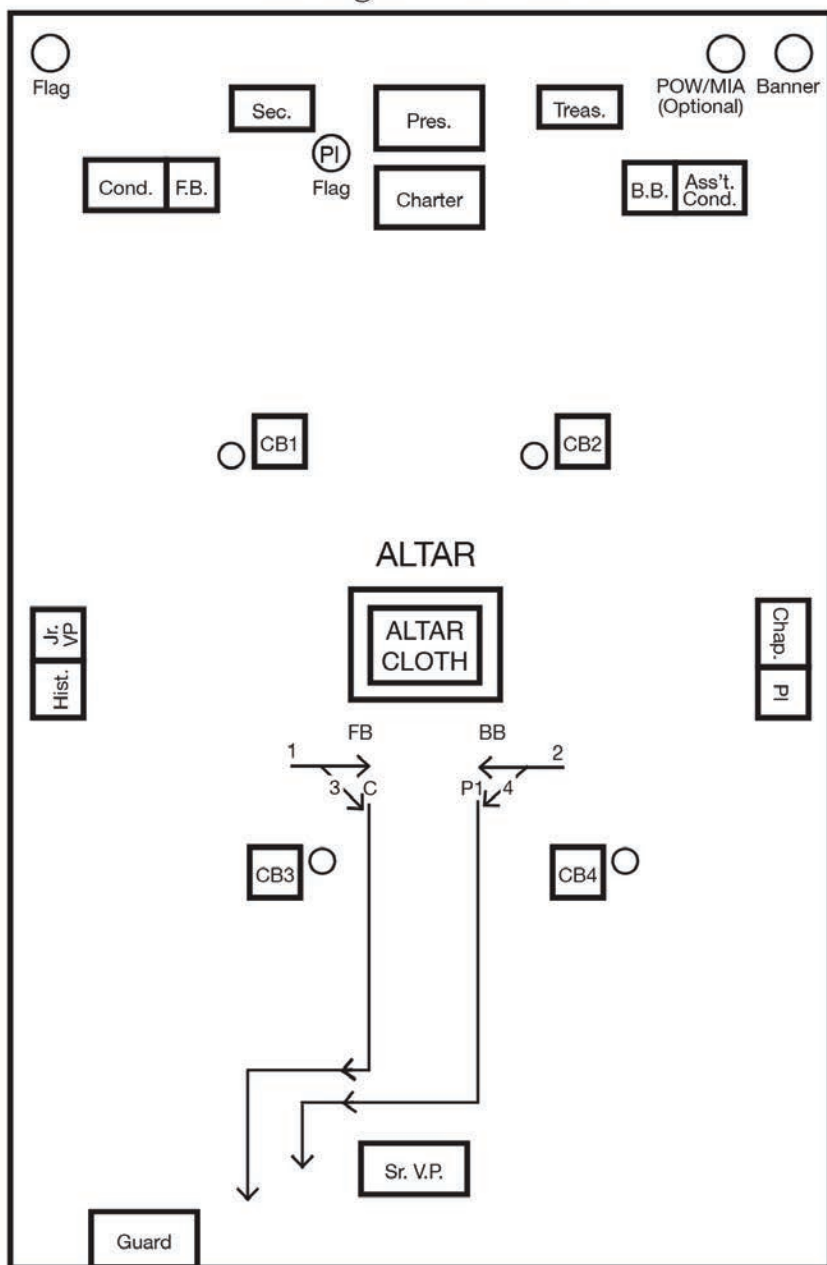 Flag
POW/MIA
(Optional)
Banner
Sec.
Pres.
Treas.
PI
Flag
Cond.
F.B.
Charter
B.B.
Ass't.
Cond.
CB1
CB2
ALTAR
ALTAR
CLOTH
Jr.
VP
Hist.
Chap.
PI
FB
BB
1
2
3
C
P1
4
CB3
CB4
Sr. V.P.
Guard